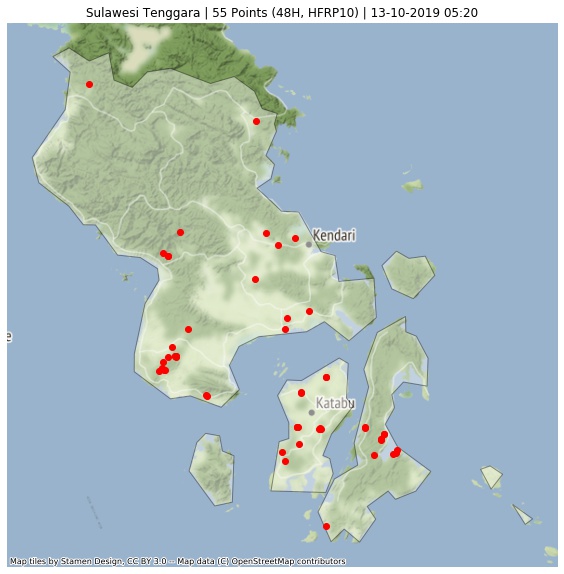 Sulawesi Tenggara | 55 Points (48H, HFRP10) | 13-10-2019 05:20
Kendari
e
Katabu
Map tiles by Stamen Design, CC BY 3.0 -- Map data (C) OpenStreetMap contributors